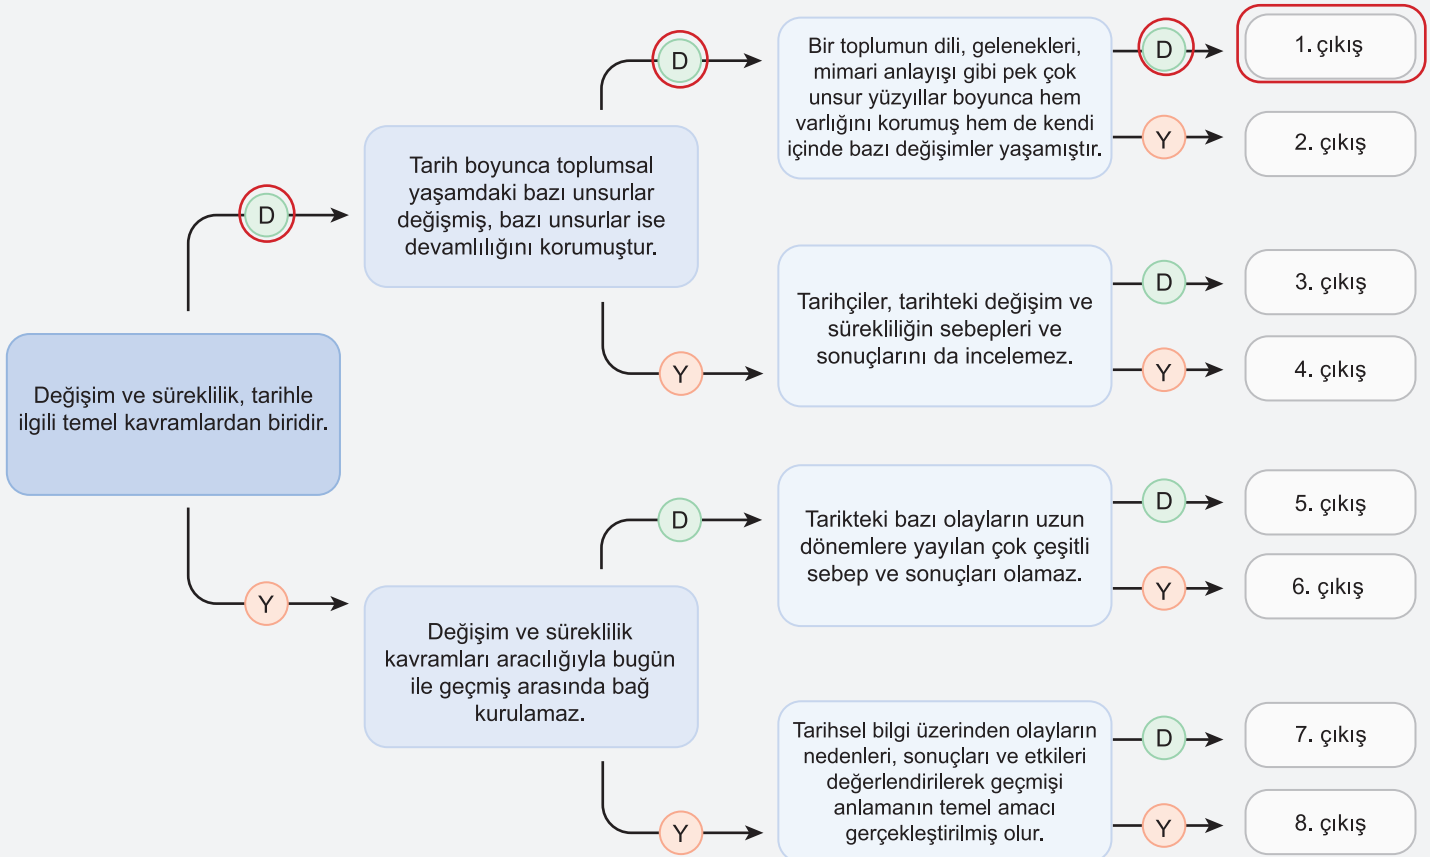 Değişim ve süreklilik, tarihle
ilgili temel kavramlardan biridir.
D
Y
Tarih boyunca toplumsal
yaşamdaki bazı unsurlar
değişmiş, bazı unsurlar ise
devamlılığını korumuştur.
D
Y
Değişim ve süreklilik
kavramları aracılığıyla bugün
ile geçmiş arasında bağ
kurulamaz.
D
Y
Bir toplumun dili, gelenekleri,
mimari anlayışı gibi pek çok
unsur yüzyıllar boyunca hem
varlığını korumuş hem de kendi
içinde bazı değişimler yaşamıştır.
D
1. çıkış
Y
2. çıkış
Tarihçiler, tarihteki değişim ve
sürekliliğin sebepleri ve
sonuçlarını da incelemez.
D
3. çıkış
Y
4. çıkış
Tarikteki bazı olayların uzun
dönemlere yayılan çok çeşitli
sebep ve sonuçları olamaz.
D
5. çıkış
Y
6. çıkış
Tarihsel bilgi üzerinden olayların
nedenleri, sonuçları ve etkileri
değerlendirilerek geçmişi
anlamanın temel amacı
gerçekleştirilmiş olur.
D
7. çıkış
Y
8. çıkış